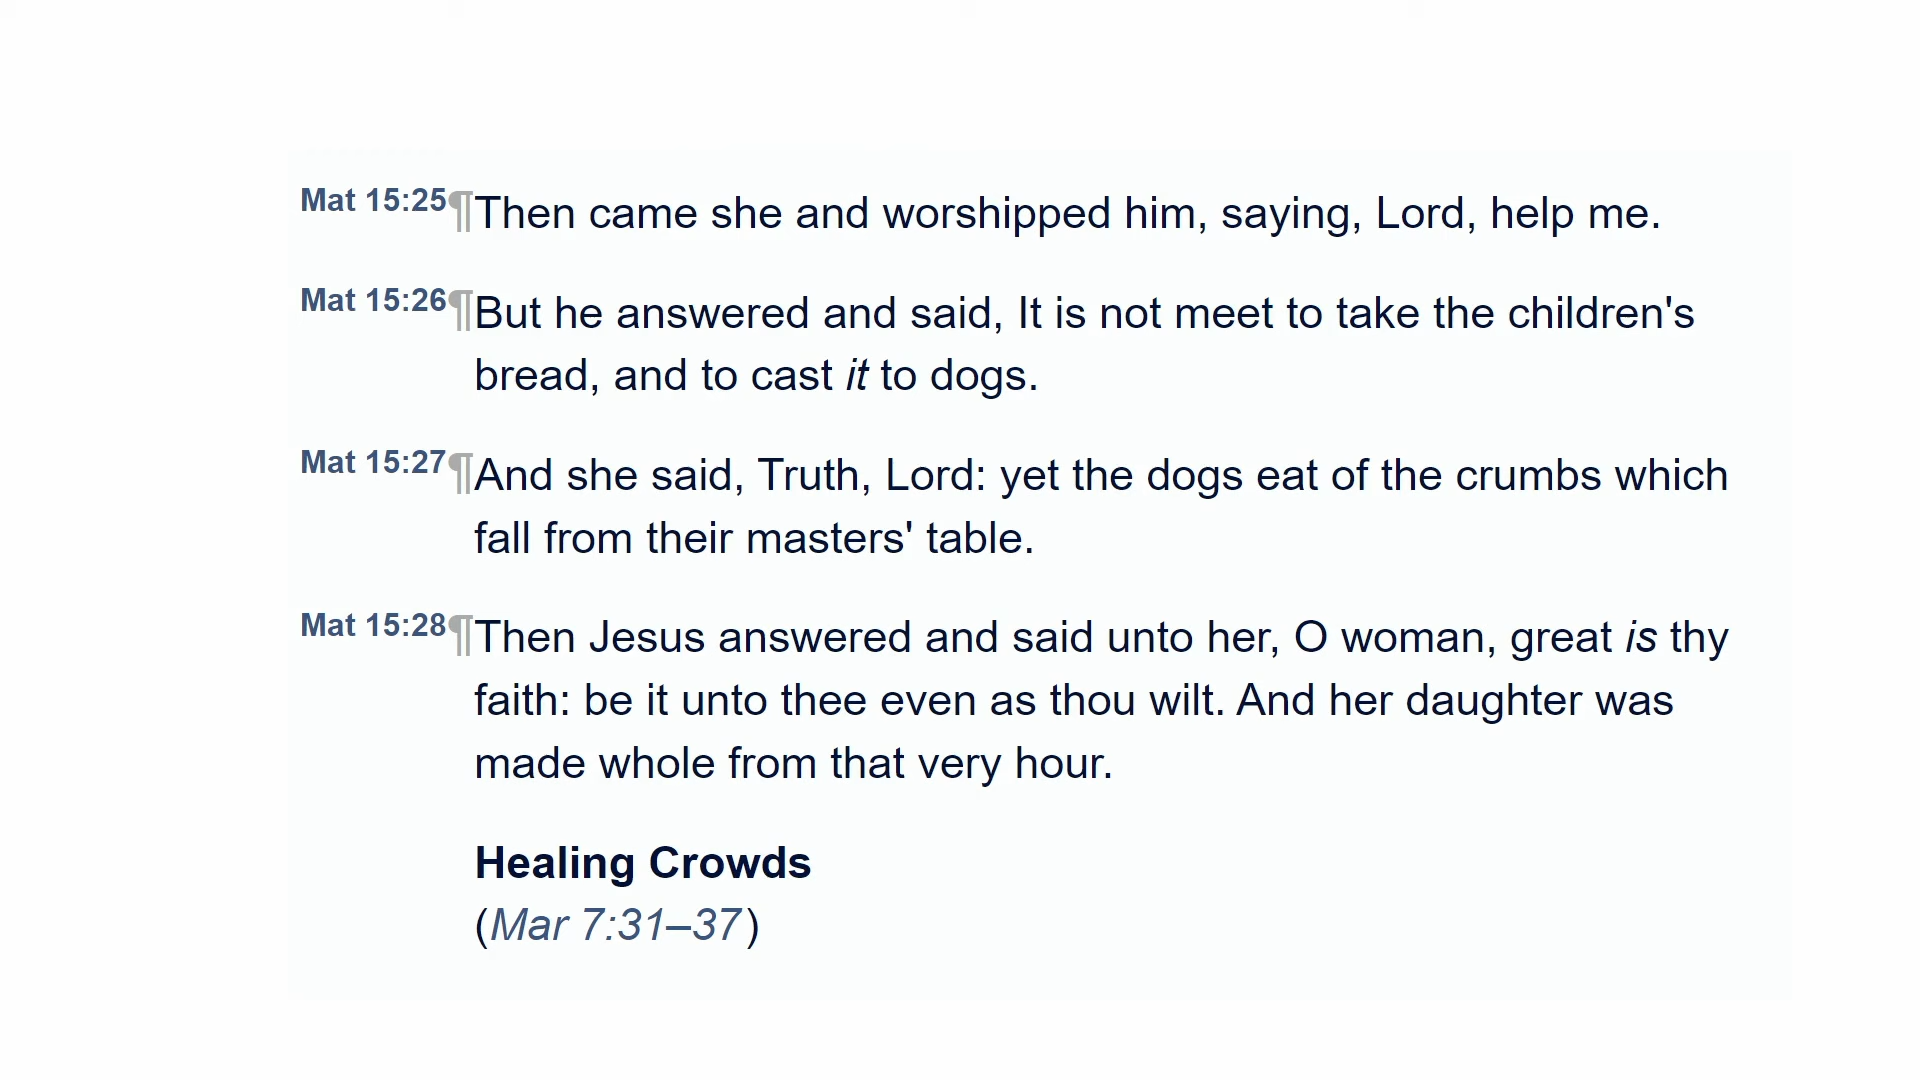 Mat 15:25 ¶Then came she and worshipped him, saying, Lord, help me.
Mat 15:26 ¶But he answered and said, It is not meet to take the children's
bread, and to cast it to dogs.
Mat 15:27 ¶And she said, Truth, Lord: yet the dogs eat of the crumbs which
fall from their masters' table.
Mat 15:28 ¶Then Jesus answered and said unto her, O woman, great is thy
faith: be it unto thee even as thou wilt. And her daughter was
made whole from that very hour.
Healing Crowds
(Mar 7:31–37)